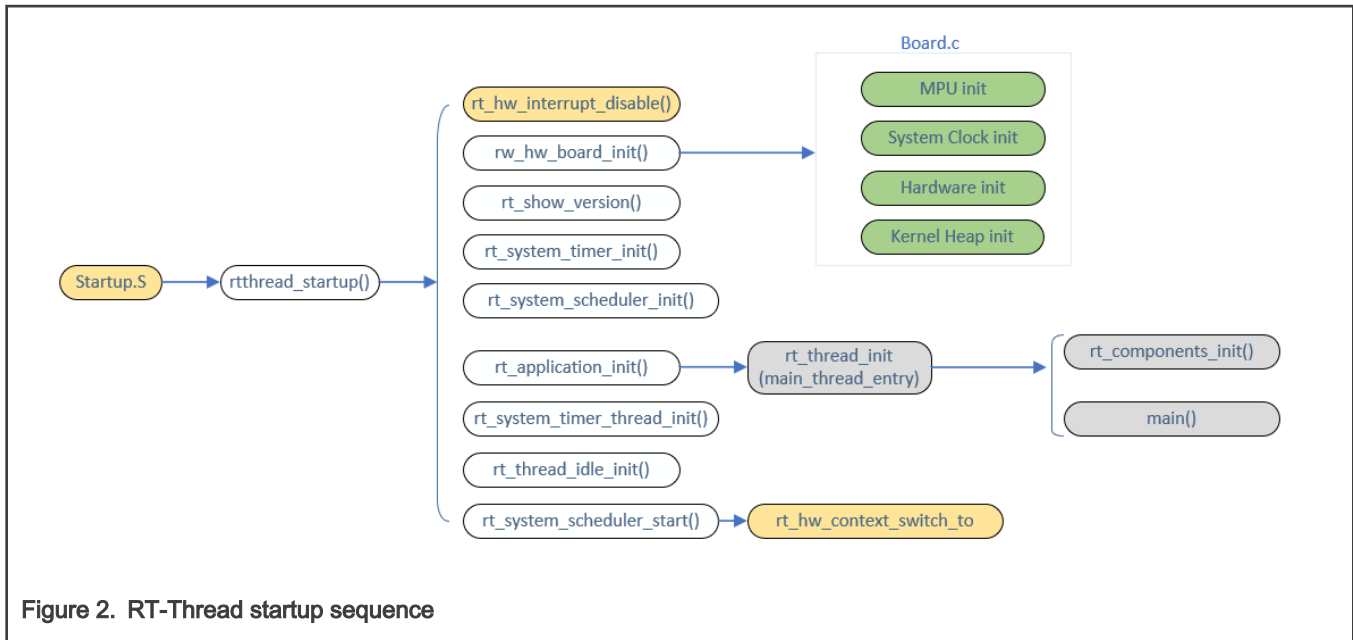 Board.c
MPU init
System Clock init
Hardware init
Kernel Heap init
Startup.S
rtthread_startup()
rt_hw_interrupt_disable()
rw_hw_board_init()
rt_show_version()
rt_system_timer_init()
rt_system_scheduler_init()
rt_application_init()
rt_thread_init
(main_thread_entry)
rt_components_init()
main()
rt_system_timer_thread_init()
rt_thread_idle_init()
rt_system_scheduler_start()
rt_hw_context_switch_to
Figure 2. RT-Thread startup sequence